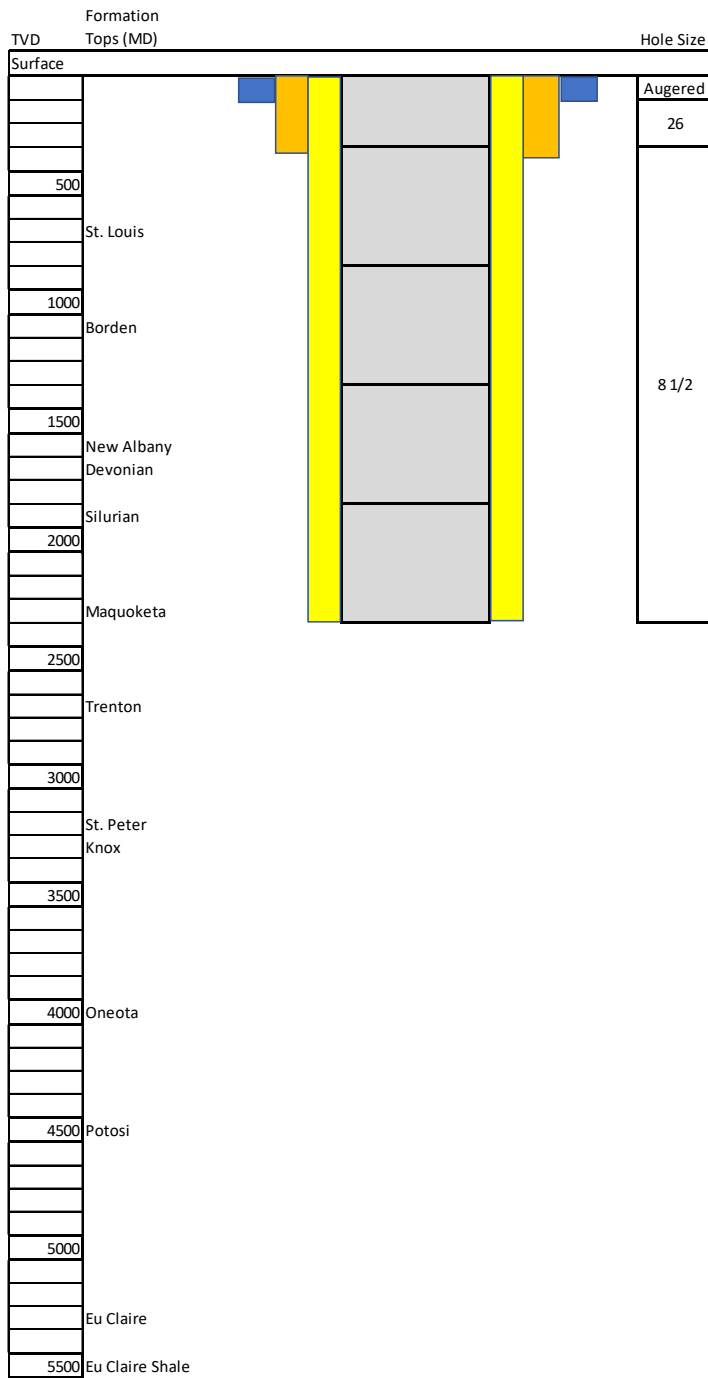 Formation
TVD Tops (MD) Hole Size
Surface
Augered
26
500
St. Louis
1000
Borden
8 1/2
1500
New Albany
Devonian
Silurian
2000
Maquoketa
2500
Trenton
3000
St. Peter
Knox
3500
4000 Oneota
4500 Potosi
5000
Eu Claire
5500 Eu Claire Shale